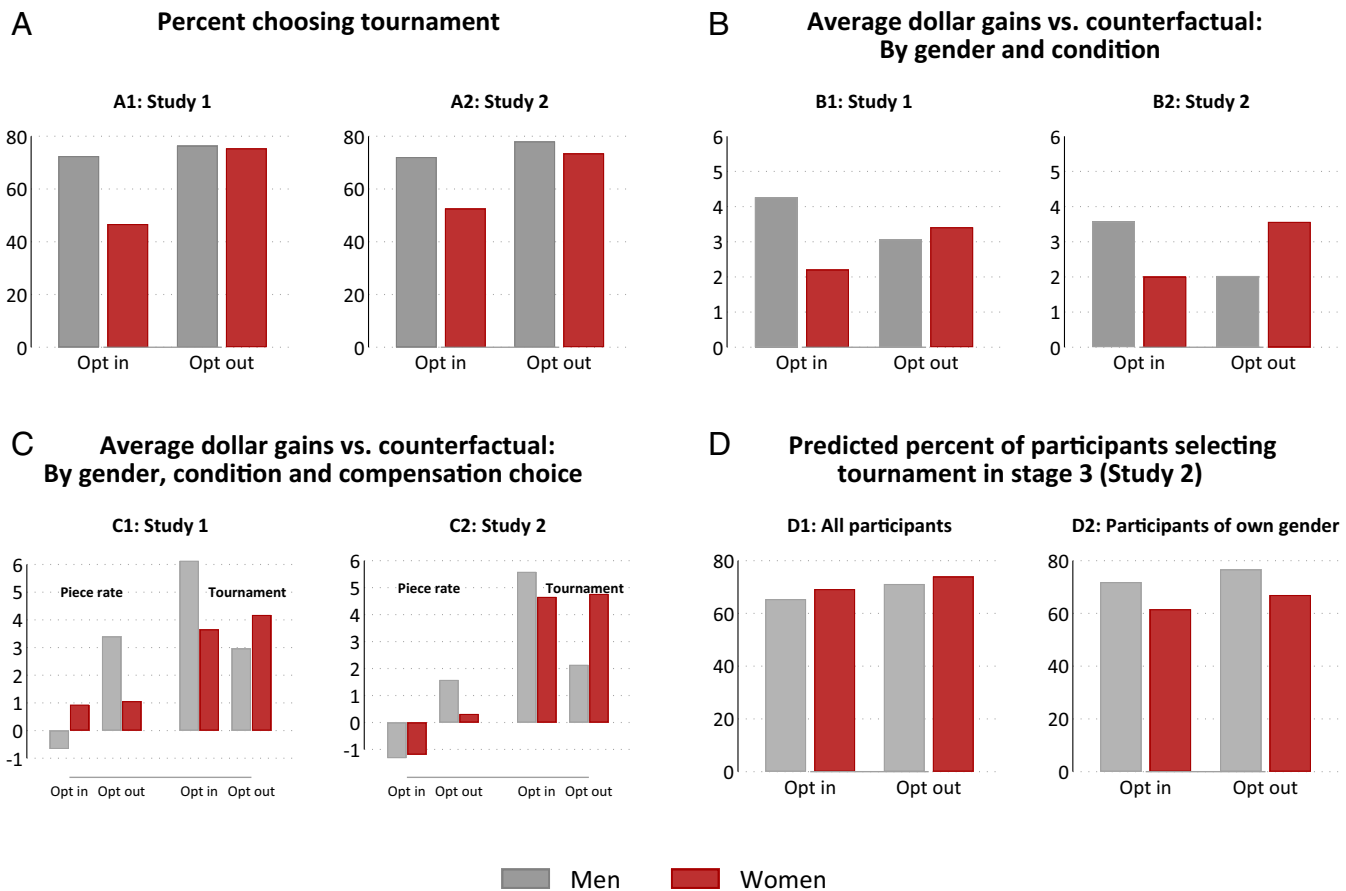 A
Percent choosing tournament
A1: Study 1
80
60
40
20
0
Opt in
Opt out
A2: Study 2
80
60
40
20
0
Opt in
Opt out
B
Average dollar gains vs. counterfactual:
By gender and condition
B1: Study 1
6
5
4
3
2
1
0
Opt in
Opt out
B2: Study 2
6
5
4
3
2
1
0
Opt in
Opt out
C
Average dollar gains vs. counterfactual:
By gender, condition and compensation choice
C1: Study 1
6
5
4
3
2
1
0
-1
Piece rate
Tournament
Opt in
Opt out
Opt in
Opt out
C2: Study 2
6
5
4
3
2
1
0
-1
Piece rate
Tournament
Opt in
Opt out
Opt in
Opt out
D
Predicted percent of participants selecting
tournament in stage 3 (Study 2)
D1: All participants
80
60
40
20
0
Opt in
Opt out
D2: Participants of own gender
80
60
40
20
0
Opt in
Opt out
Men
Women